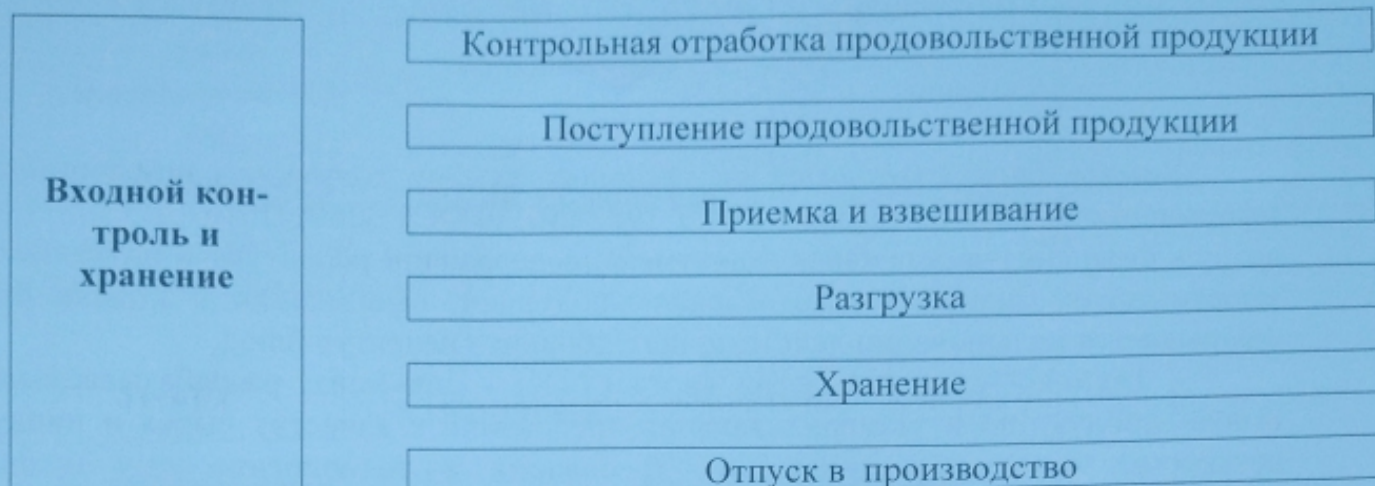 Входной кон-
троль и
хранение
Контрольная отработка продовольственной продукции
Поступление продовольственной продукции
Приемка и взвешивание
Разгрузка
Хранение
Отпуск в производство